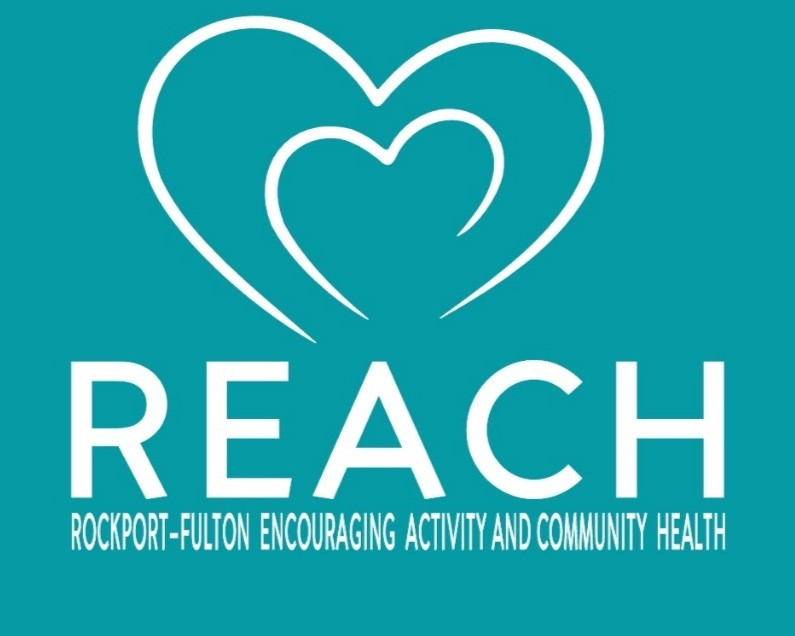 REACH
ROCKPORT-FULTON ENCOURAGING ACTIVITY AND COMMUNITY HEALTH